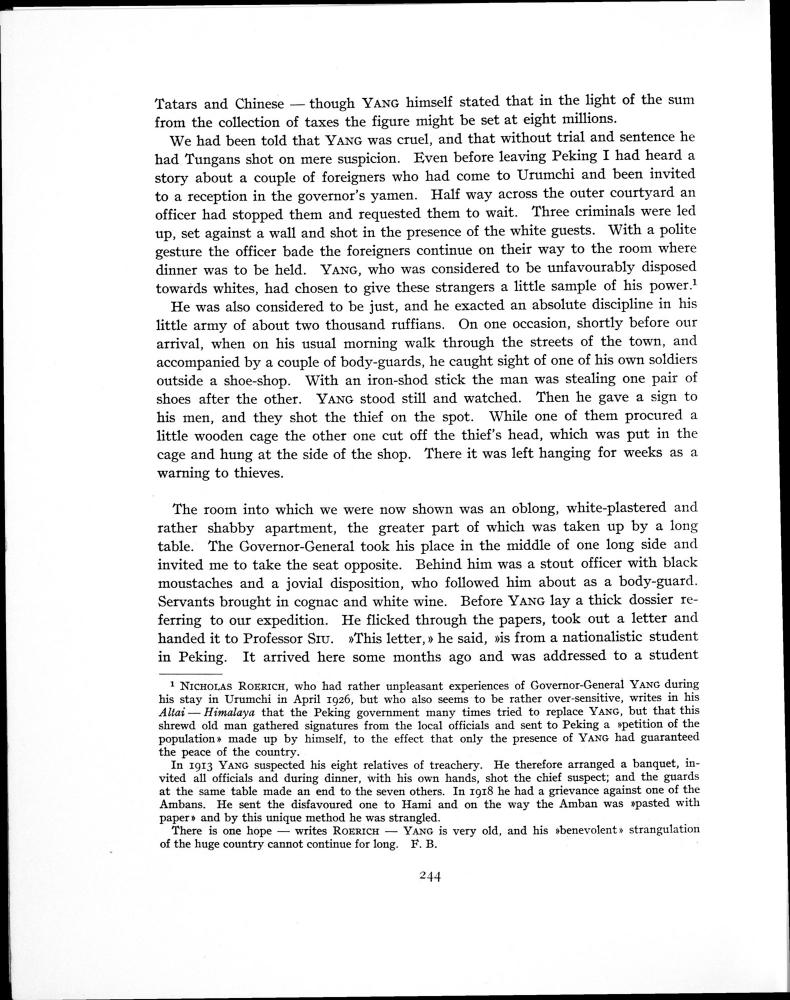 Tatars and Chinese — though YANG himself stated that in the light of the sum
from the collection of taxes the figure might be set at eight millions.
We had been told that YANG was cruel, and that without trial and sentence he
had Tungans shot on mere suspicion. Even before leaving Peking I had heard a
story about a couple of foreigners who had come to Urumchi and been invited
to a reception in the governor's yamen. Half way across the outer courtyard an
officer had stopped them and requested them to wait. Three criminals were led
up, set against a wall and shot in the presence of the white guests. With a polite
gesture the officer bade the foreigners continue on their way to the room where
dinner was to be held. YANG, who was considered to be unfavourably disposed
towards whites, had chosen to give these strangers a little sample of his power.¹
He was also considered to be just, and he exacted an absolute discipline in his
little army of about two thousand ruffians. On one occasion, shortly before our
arrival, when on his usual morning walk through the streets of the town, and
accompanied by a couple of body-guards, he caught sight of one of his own soldiers
outside a shoe-shop. With an iron-shod stick the man was stealing one pair of
shoes after the other. YANG stood still and watched. Then he gave a sign to
his men, and they shot the thief on the spot. While one of them procured a
little wooden cage the other one cut off the thief's head, which was put in the
cage and hung at the side of the shop. There it was left hanging for weeks as a
warning to thieves.
The room into which we were now shown was an oblong, white-plastered and
rather shabby apartment, the greater part of which was taken up by a long
table. The Governor-General took his place in the middle of one long side and
invited me to take the seat opposite. Behind him was a stout officer with black
moustaches and a jovial disposition, who followed him about as a body-guard.
Servants brought in cognac and white wine. Before YANG lay a thick dossier re-
ferring to our expedition. He flicked through the papers, took out a letter and
handed it to Professor SIU. »This letter,» he said, »is from a nationalistic student
in Peking. It arrived here some months ago and was addressed to a student
¹ NICHOLAS ROERICH, who had rather unpleasant experiences of Governor-General YANG during
his stay in Urumchi in April 1926, but who also seems to be rather over-sensitive, writes in his
Altai — Himalaya that the Peking government many times tried to replace YANG, but that this
shrewd old man gathered signatures from the local officials and sent to Peking a »petition of the
population» made up by himself, to the effect that only the presence of YANG had guaranteed
the peace of the country.
In 1913 YANG suspected his eight relatives of treachery. He therefore arranged a banquet, in-
vited all officials and during dinner, with his own hands, shot the chief suspect; and the guards
at the same table made an end to the seven others. In 1918 he had a grievance against one of the
Ambans. He sent the disfavoured one to Hami and on the way the Amban was »pasted with
paper» and by this unique method he was strangled.
There is one hope — writes ROERICH — YANG is very old, and his »benevolent» strangulation
of the huge country cannot continue for long. F. B.
244